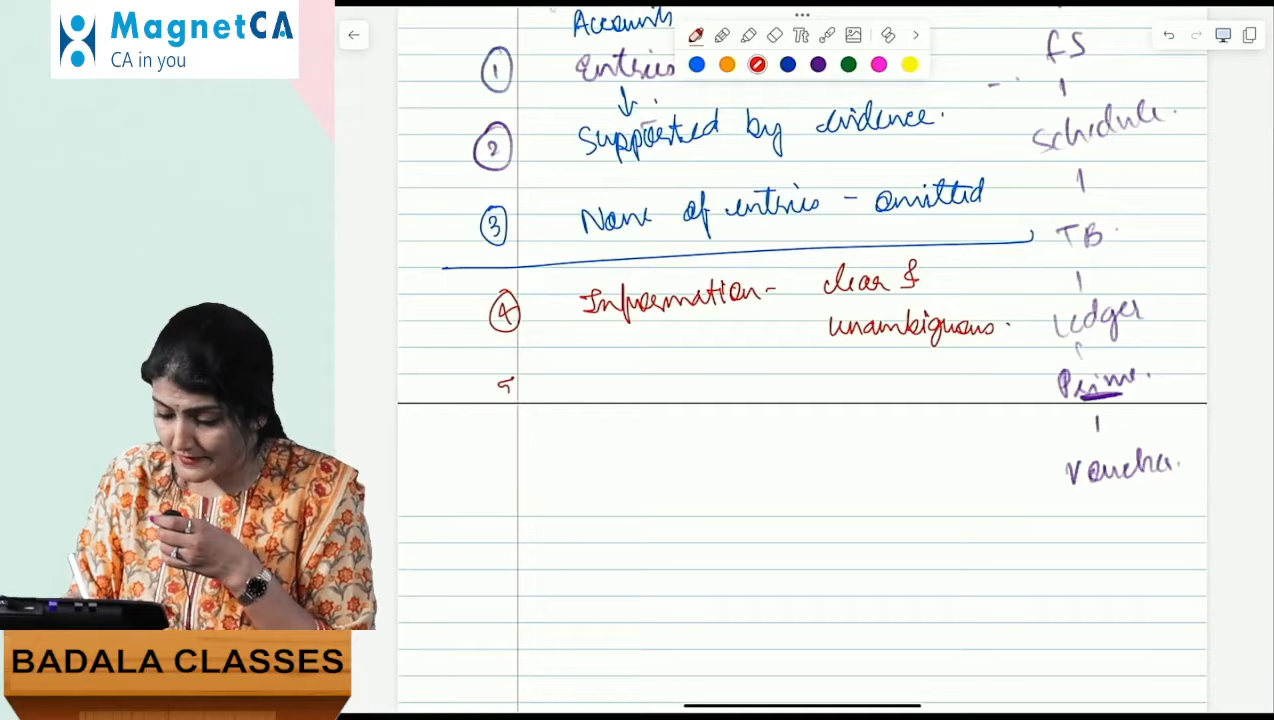 MagnetCA
CA in you
Accounts
① Entries
② Supported by evidence.
③ None of entries - omitted
④ Information - clear &
unambiguous.
5
FS
Schedule.
TB.
Ledger
Prime.
Voucher.
BADALA CLASSES
Tt